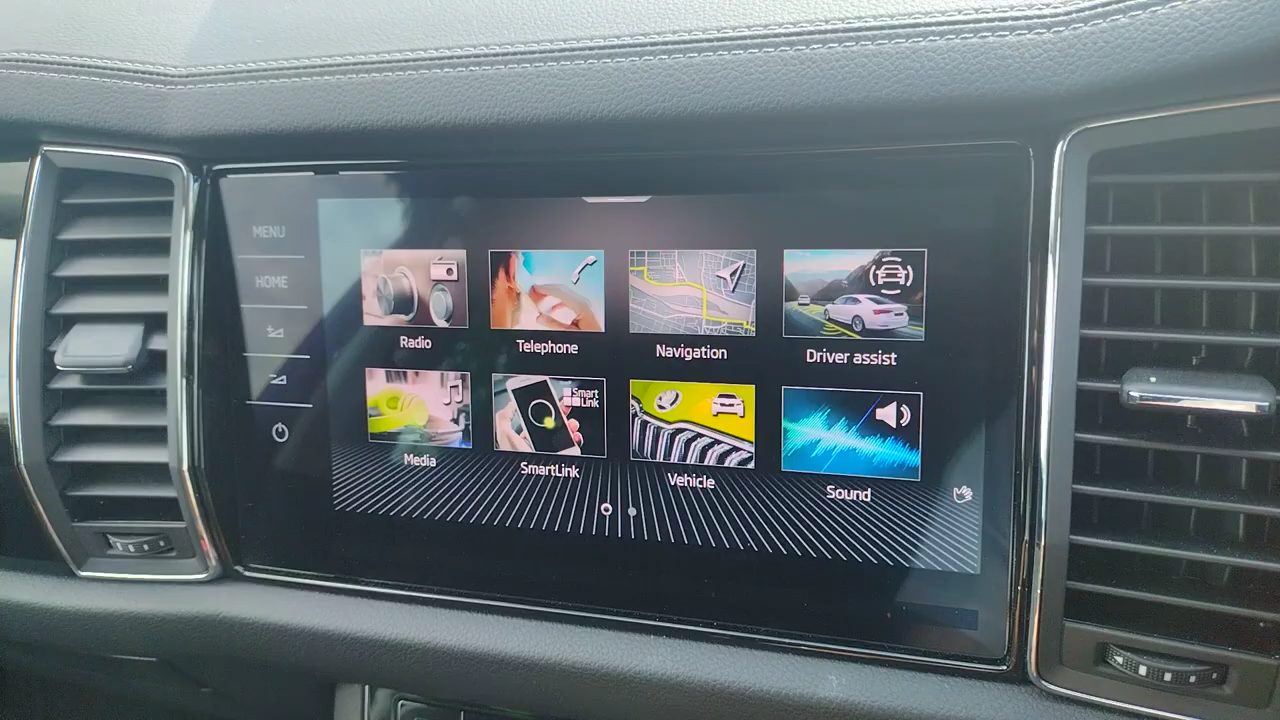 MENU
HOME
Radio
Telephone
Navigation
Driver assist
Smart
Link
Media
SmartLink
Vehicle
Sound